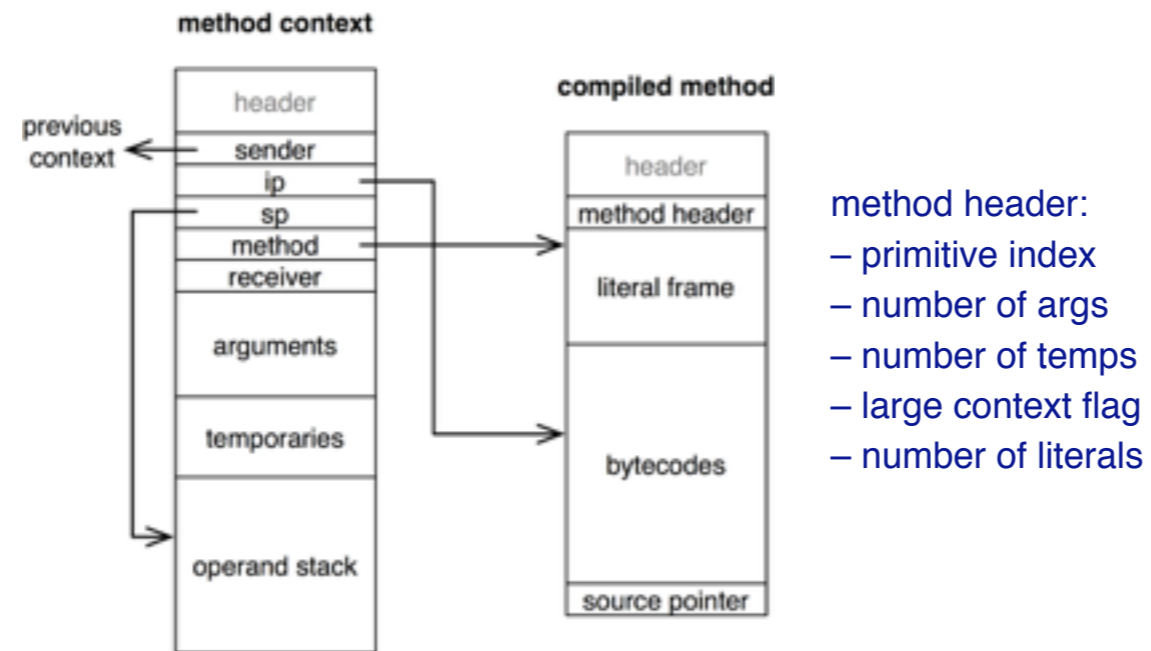 method context
header
previous
context
sender
ip
sp
method
receiver
arguments
temporaries
operand stack
compiled method
header
method header
literal frame
bytecodes
source pointer
method header:
– primitive index
– number of args
– number of temps
– large context flag
– number of literals